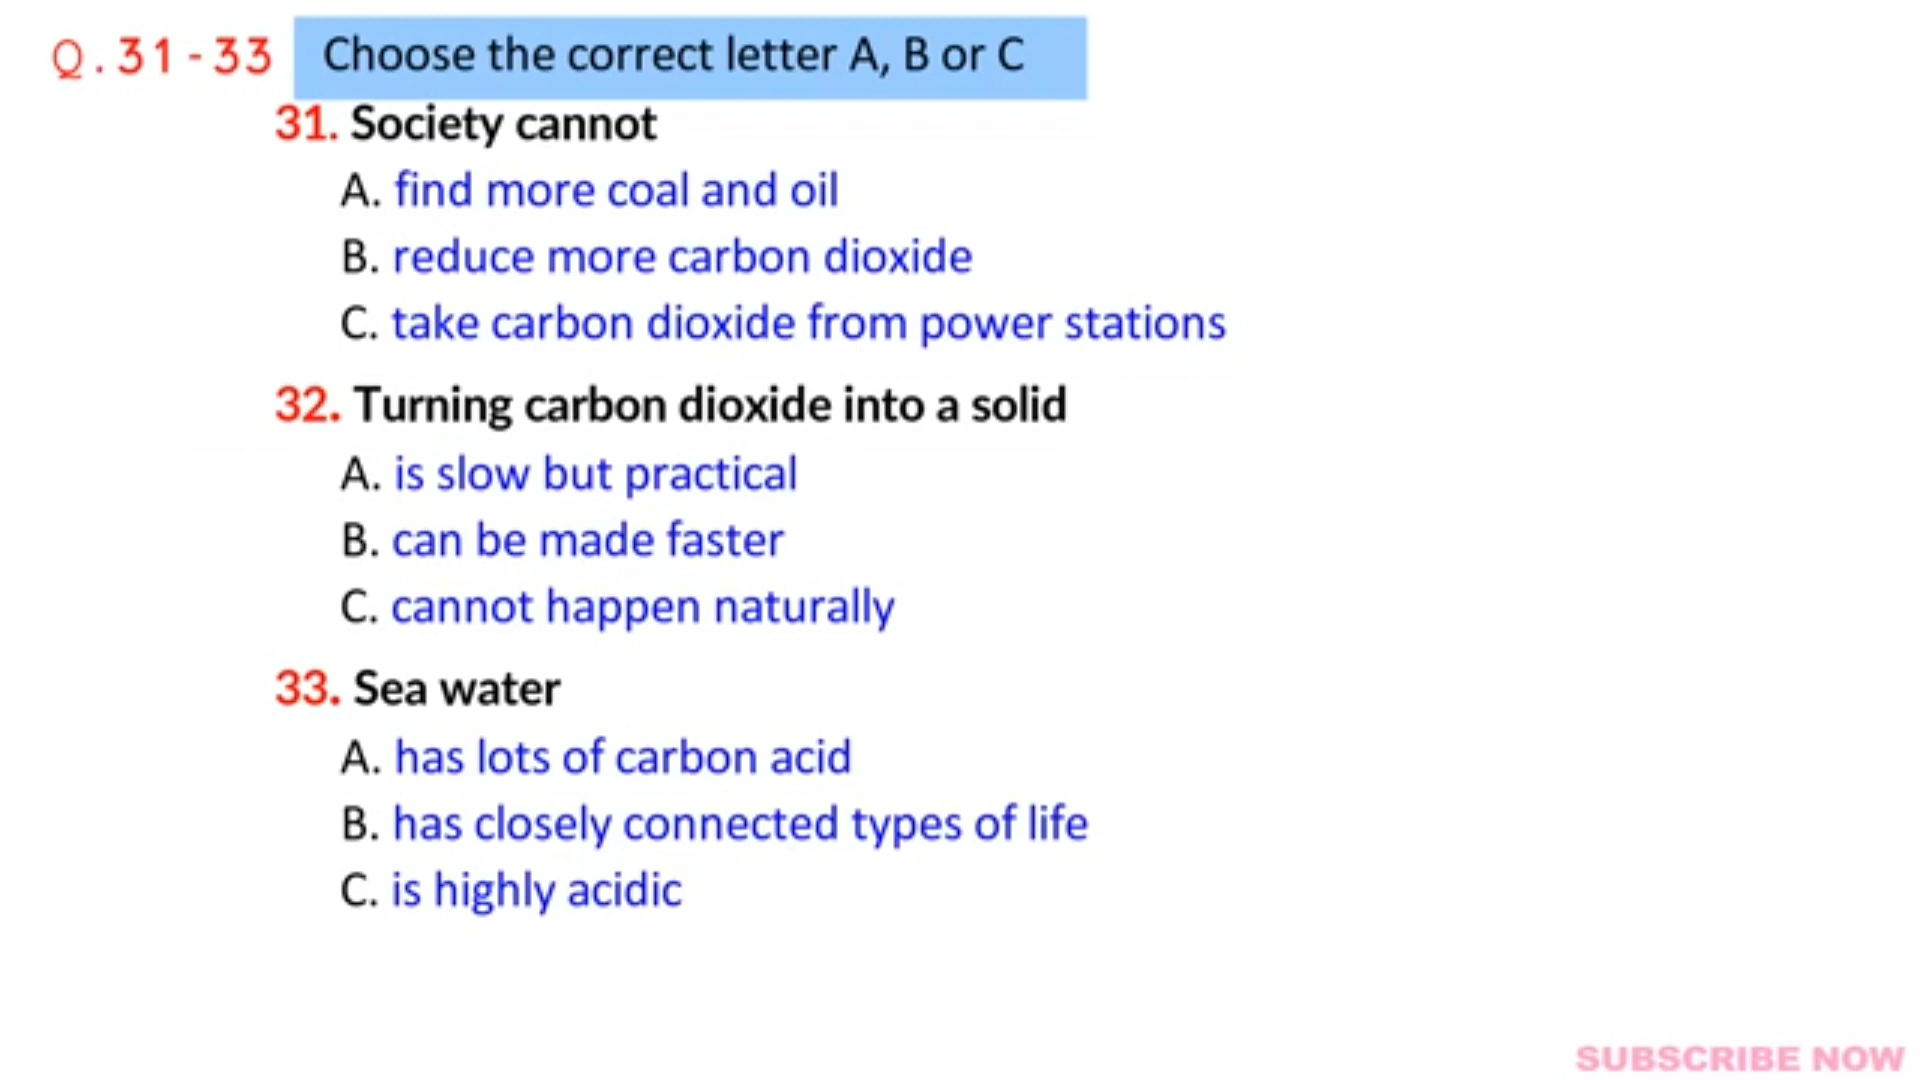 Q.31-33 Choose the correct letter A, B or C
31. Society cannot
A. find more coal and oil
B. reduce more carbon dioxide
C. take carbon dioxide from power stations
32. Turning carbon dioxide into a solid
A. is slow but practical
B. can be made faster
C. cannot happen naturally
33. Sea water
A. has lots of carbon acid
B. has closely connected types of life
C. is highly acidic
SUBSCRIBE NOW